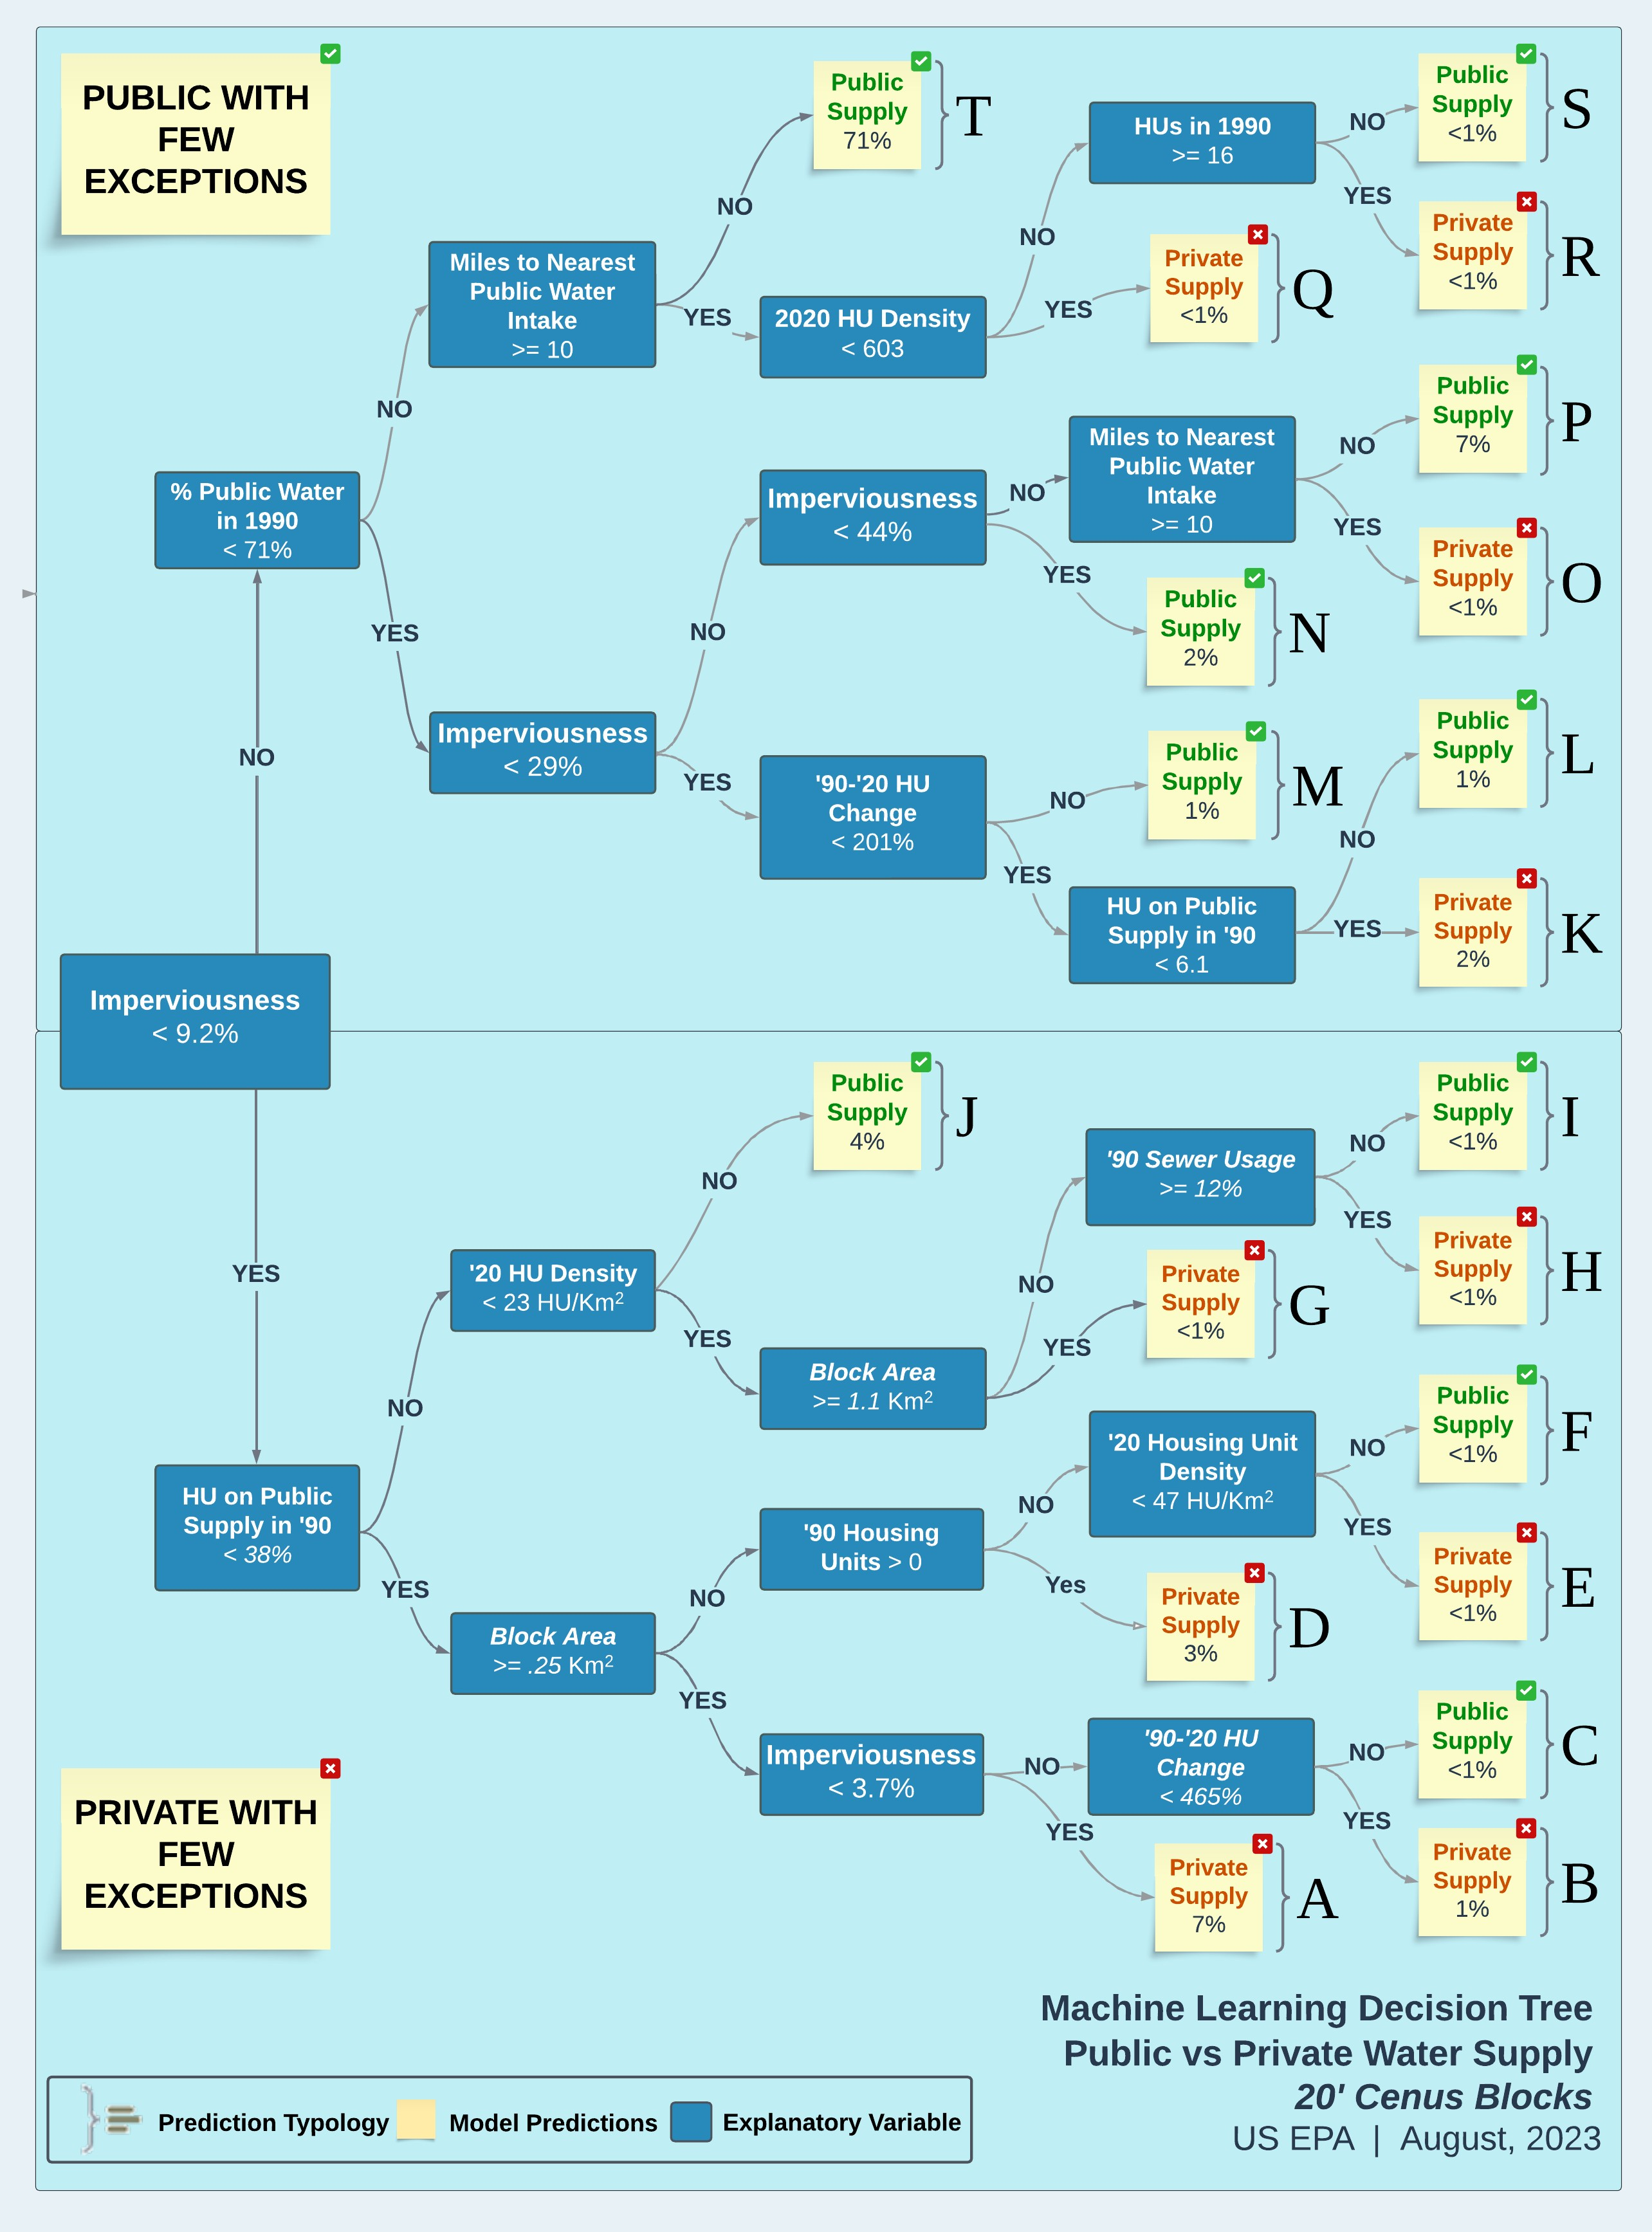 PUBLIC WITH
FEW
EXCEPTIONS
Public
Supply
71%
T
HUs in 1990
>= 16
NO
Public
Supply
<1%
S
YES
Private
Supply
<1%
R
NO
Miles to Nearest
Public Water
Intake
>= 10
YES
2020 HU Density
< 603
NO
YES
Private
Supply
<1%
Q
NO
% Public Water
in 1990
< 71%
YES
Imperviousness
< 44%
NO
Miles to Nearest
Public Water
Intake
>= 10
NO
Public
Supply
7%
P
YES
Private
Supply
<1%
O
YES
Public
Supply
2%
N
NO
Imperviousness
< 29%
YES
'90-'20 HU
Change
< 201%
NO
Public
Supply
1%
M
YES
HU on Public
Supply in '90
< 6.1
NO
Public
Supply
1%
L
YES
Private
Supply
2%
K
NO
Imperviousness
< 9.2%
YES
Public
Supply
4%
J
NO
'90 Sewer Usage
>= 12%
NO
Public
Supply
<1%
I
YES
Private
Supply
<1%
H
'20 HU Density
< 23 HU/Km2
YES
Block Area
>= 1.1 Km2
NO
YES
Private
Supply
<1%
G
NO
HU on Public
Supply in '90
< 38%
YES
Block Area
>= .25 Km2
NO
'90 Housing
Units > 0
NO
'20 Housing Unit
Density
< 47 HU/Km2
NO
Public
Supply
<1%
F
YES
Private
Supply
<1%
E
Yes
Private
Supply
3%
D
YES
Imperviousness
< 3.7%
NO
'90-'20 HU
Change
< 465%
NO
Public
Supply
<1%
C
YES
Private
Supply
1%
B
YES
Private
Supply
7%
A
PRIVATE WITH
FEW
EXCEPTIONS
Machine Learning Decision Tree
Public vs Private Water Supply
20' Cenus Blocks
US EPA | August, 2023
Prediction Typology
Model Predictions
Explanatory Variable